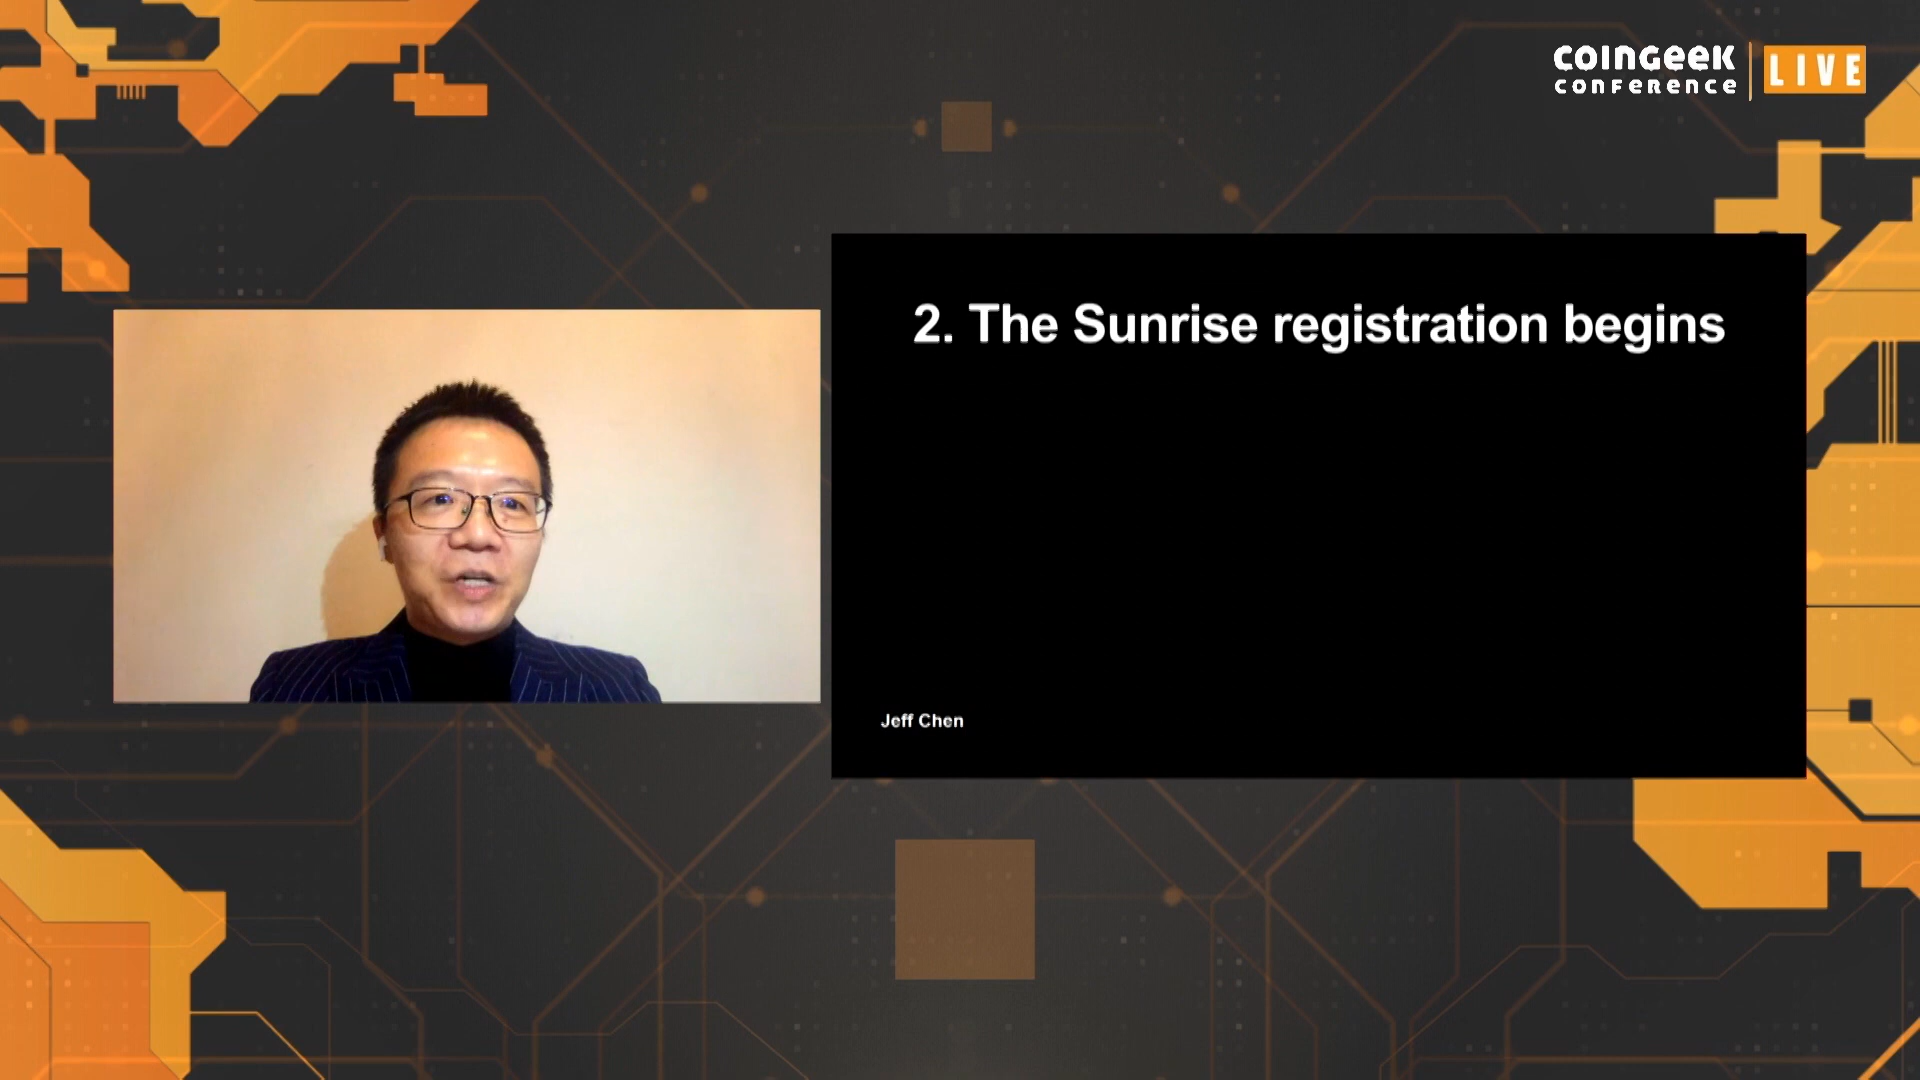 COINGEEK
CONFERENCE
LIVE
2. The Sunrise registration begins
Jeff Chen